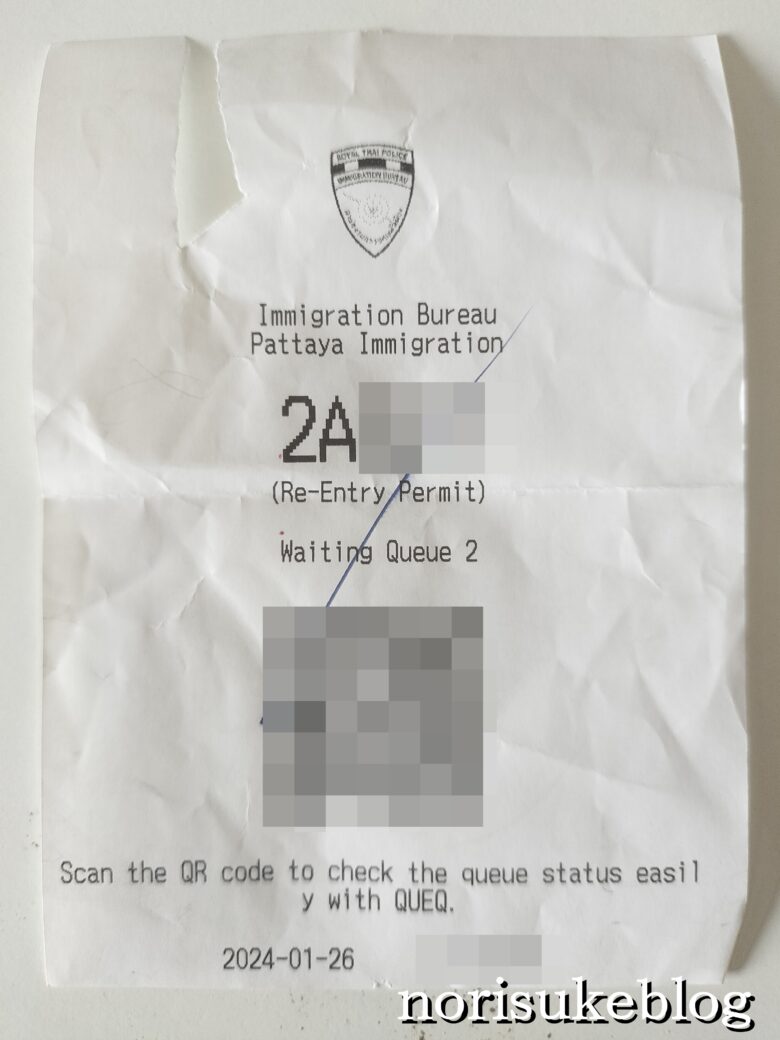 ROYAL THAI POLICE
IMMIGRATION BUREAU
Immigration Bureau
Pattaya Immigration
2A
(Re-Entry Permit)
Waiting Queue 2
Scan the QR code to check the queue status easil
y with QUEQ.
2024-01-26
norisukeblog